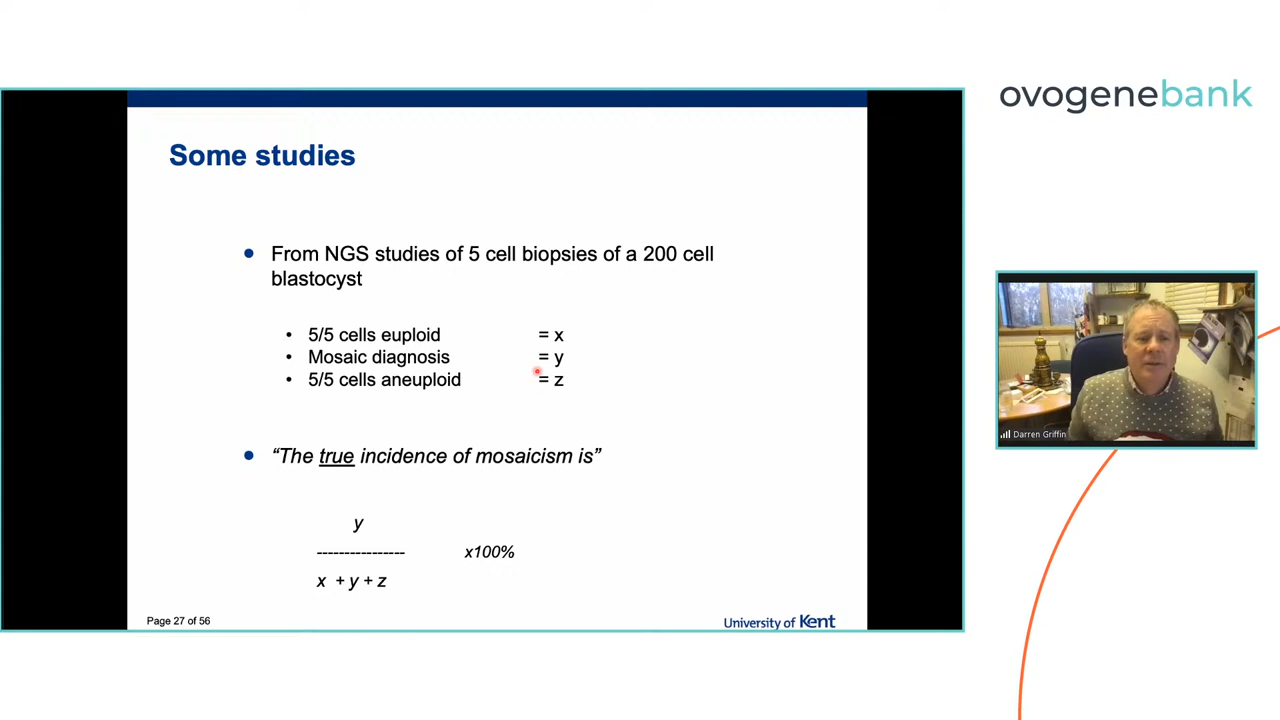 ovogenebank
Some studies
• From NGS studies of 5 cell biopsies of a 200 cell
blastocyst
• 5/5 cells euploid = x
• Mosaic diagnosis = y
• 5/5 cells aneuploid = z
• “The true incidence of mosaicism is”
y
---------------- x100%
x + y + z
Page 27 of 56
University of Kent
Darren Griffin